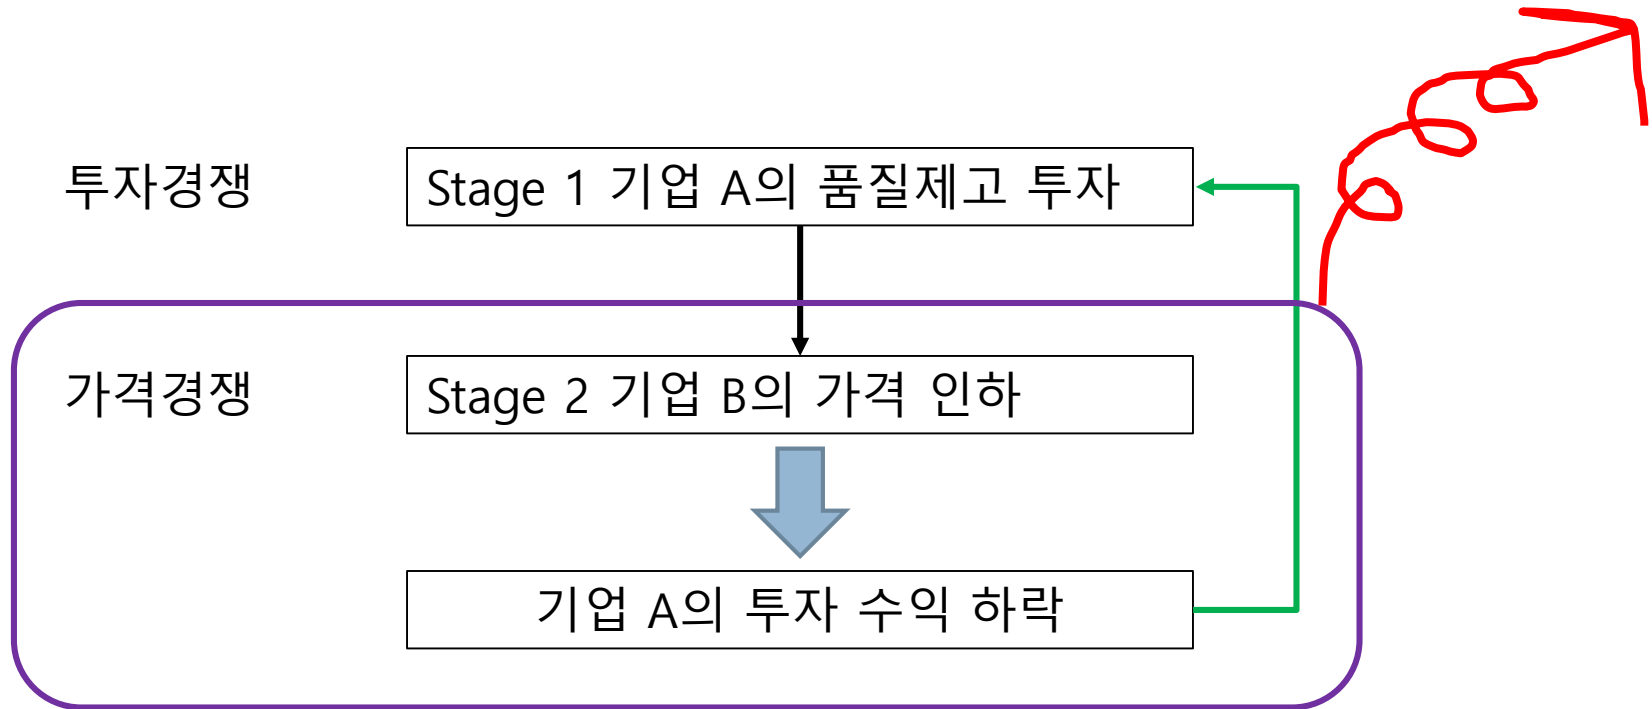 투자경쟁
Stage 1 기업 A의 품질제고 투자
가격경쟁
Stage 2 기업 B의 가격 인하
기업 A의 투자 수익 하락